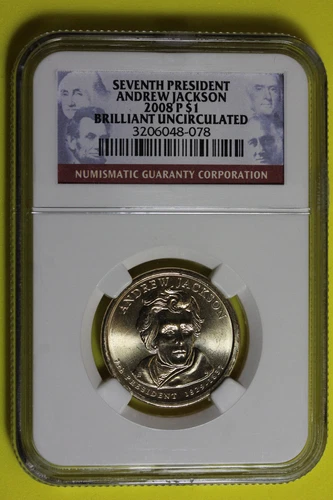 SEVENTH PRESIDENT
ANDREW JACKSON
2008 P $1
BRILLIANT UNCIRCULATED
3206048-078
NUMISMATIC GUARANTY CORPORATION
ANDREW JACKSON
7th PRESIDENT 1829-1837